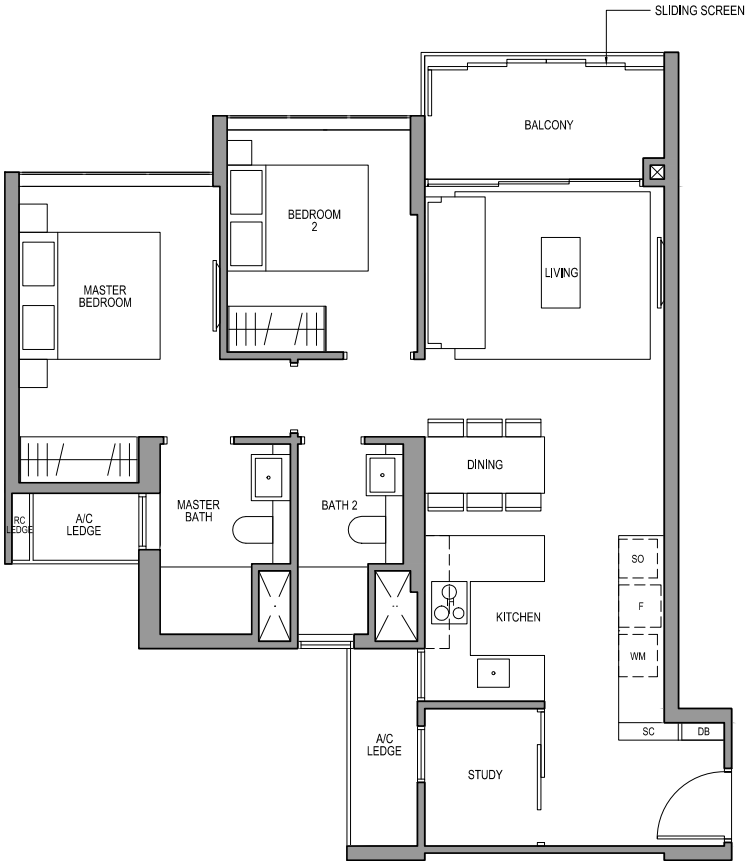 SLIDING SCREEN
BALCONY
BEDROOM
2
LIVING
MASTER
BEDROOM
DINING
MASTER
BATH
BATH 2
RC
LEDGE
A/C
LEDGE
SO
F
KITCHEN
WM
SC
DB
A/C
LEDGE
STUDY